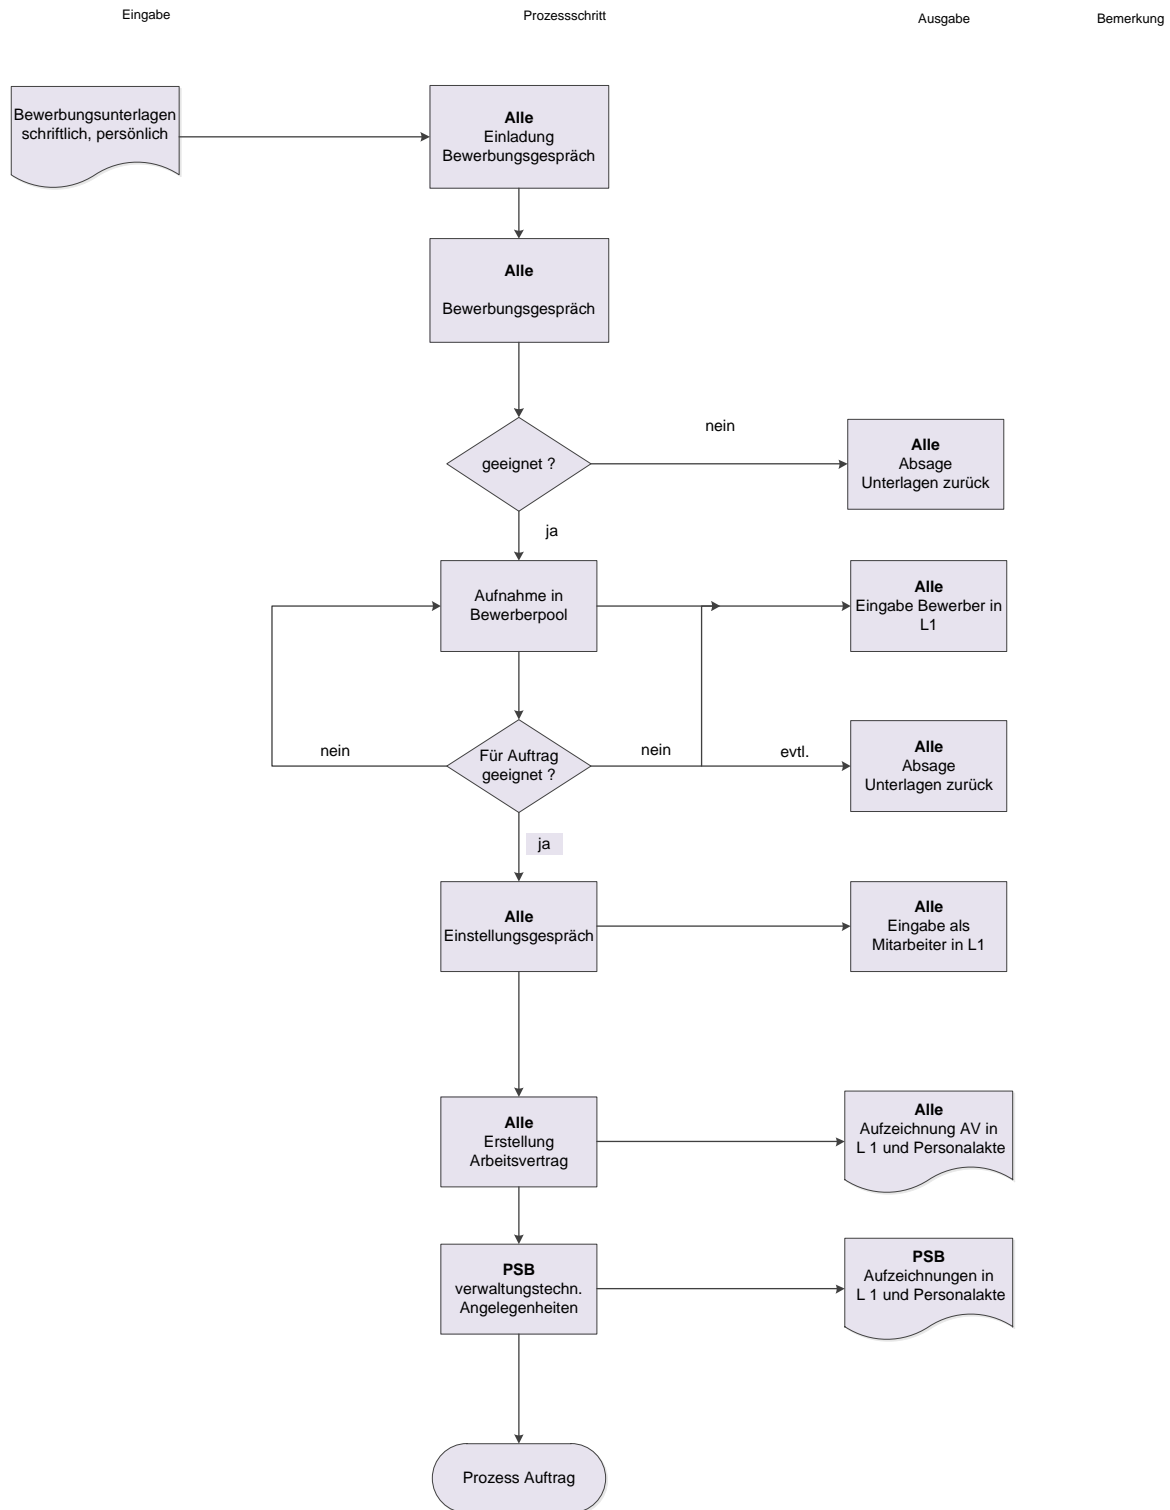 Eingabe
Prozessschritt
Ausgabe
Bemerkung
Bewerbungsunterlagen
schriftlich, persönlich
Alle
Einladung
Bewerbungsgespräch
Alle
Bewerbungsgespräch
geeignet ?
nein
Alle
Absage
Unterlagen zurück
ja
Aufnahme in
Bewerberpool
Alle
Eingabe Bewerber in
L1
nein
Für Auftrag
geeignet ?
nein
evtl.
Alle
Absage
Unterlagen zurück
ja
Alle
Einstellungsgespräch
Alle
Eingabe als
Mitarbeiter in L1
Alle
Erstellung
Arbeitsvertrag
Alle
Aufzeichnung AV in
L 1 und Personalakte
PSB
verwaltungstechn.
Angelegenheiten
PSB
Aufzeichnungen in
L 1 und Personalakte
Prozess Auftrag